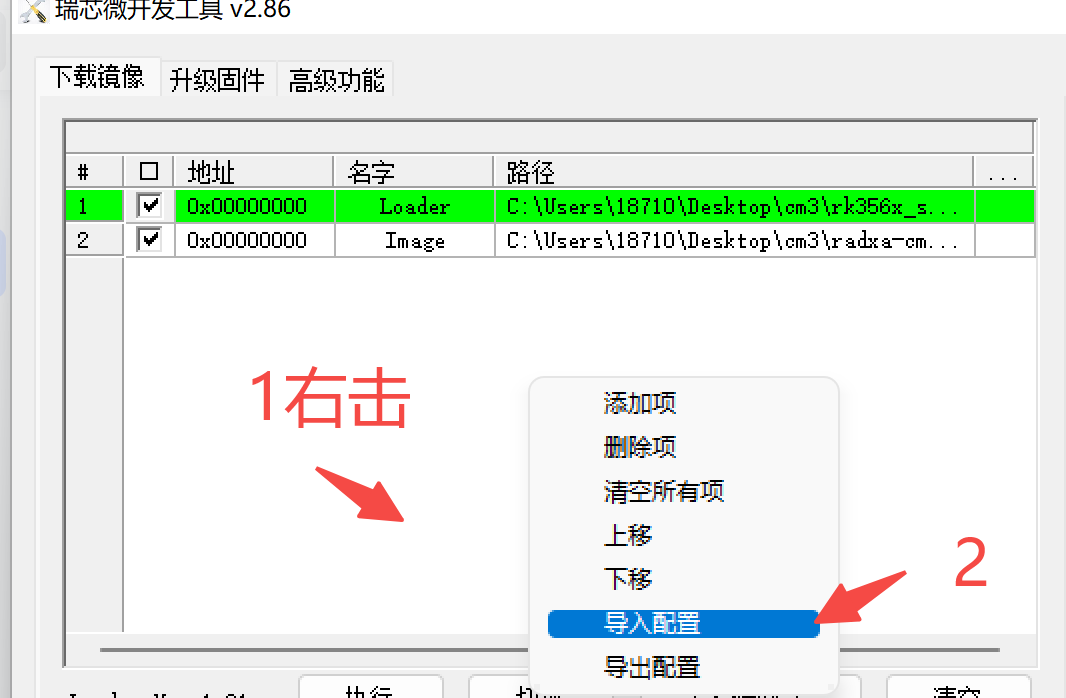 瑞芯微开发工具 v2.86
下载镜像 升级固件 高级功能
# 地址 名字 路径 ...
1 0x00000000 Loader C:\Users\18710\Desktop\cm3\rk356x_s...
2 0x00000000 Image C:\Users\18710\Desktop\cm3\radxa-cm...
1右击
添加项
删除项
清空所有项
上移
下移
2
导入配置
导出配置
执行
清空